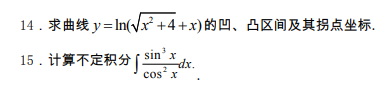 14．求曲线 y=ln(√(x²+4)+x)的凹、凸区间及其拐点坐标.
15．计算不定积分∫ sin³x/cos²x dx.